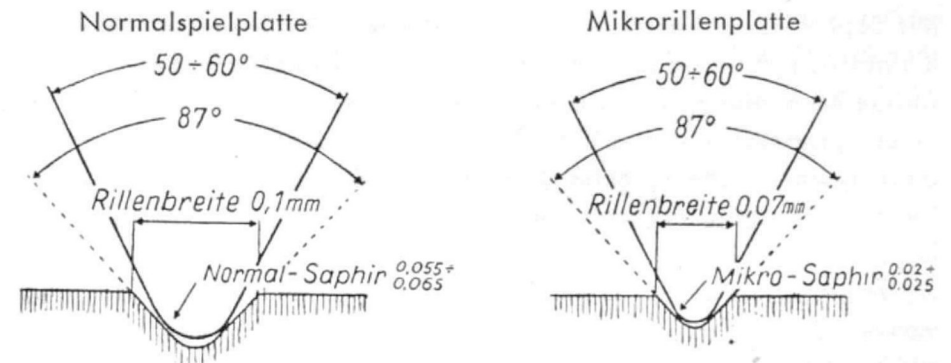 Normalspielplatte
50÷60°
87°
Rillenbreite 0,1mm
Normal-Saphir 0,055÷
0,065
Mikrorillenplatte
50÷60°
87°
Rillenbreite 0,07mm
Mikro-Saphir 0,02÷
0,025